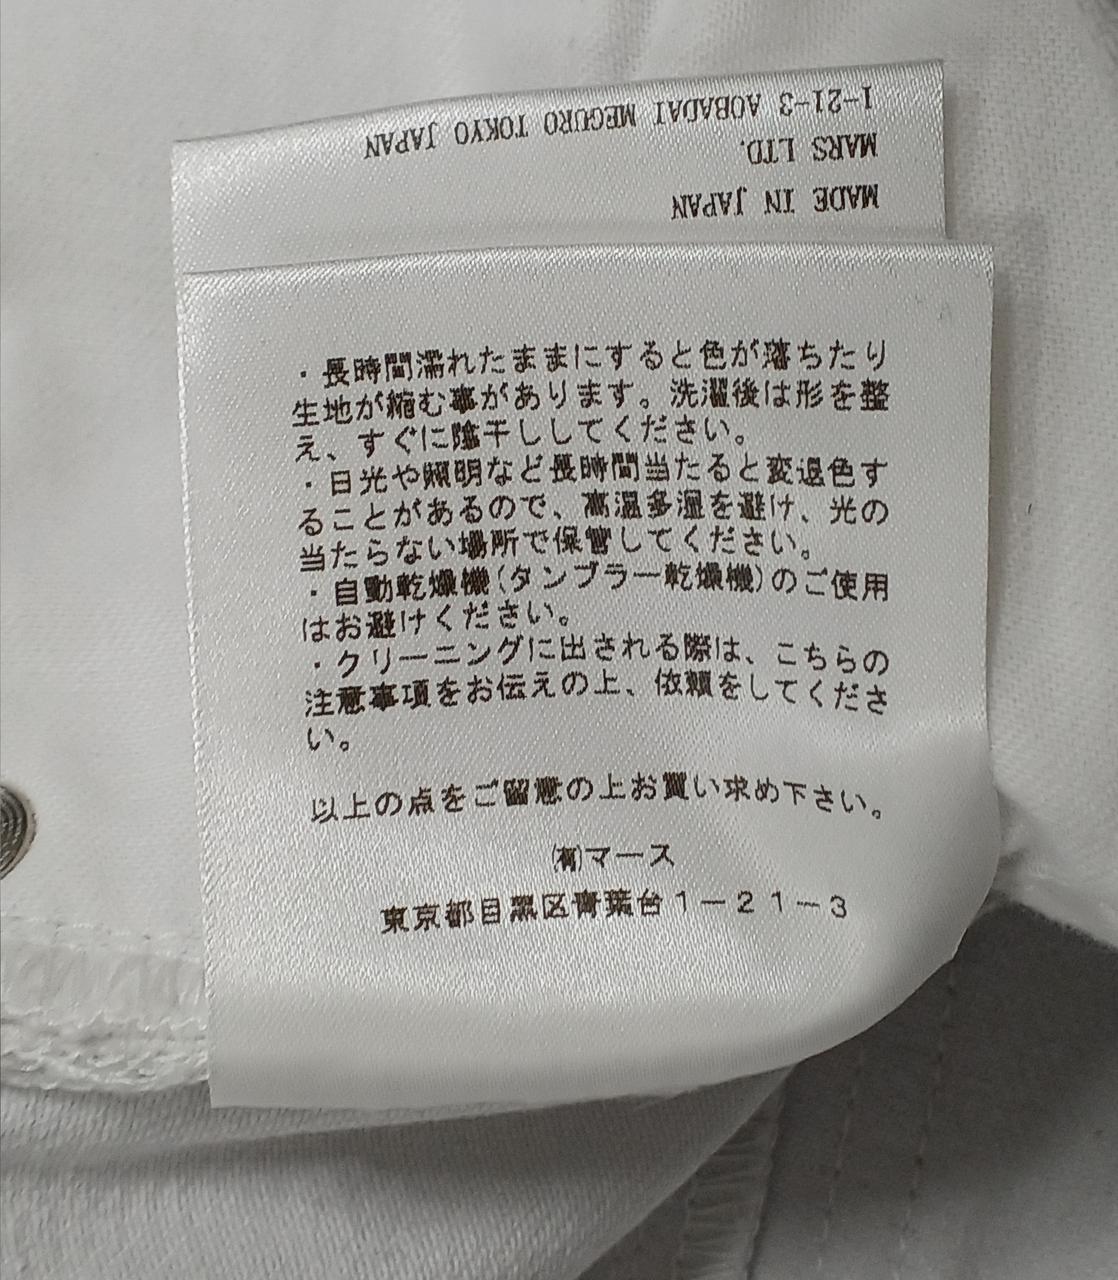 MADE IN JAPAN
MARS LTD.
1-21-3 AOBADAI MEGURO TOKYO JAPAN
・長時間濡れたままにすると色が落ちたり
生地が縮む事があります。洗濯後は形を整
え、すぐに陰干ししてください。
・日光や照明など長時間当たると変退色す
ることがあるので、高温多湿を避け、光の
当たらない場所で保管してください。
・自動乾燥機(タンブラー乾燥機)のご使用
はお避けください。
・クリーニングに出される際は、こちらの
注意事項をお伝えの上、依頼をしてくださ
い。
以上の点をご留意の上お買い求め下さい。
㈲マース
東京都目黒区青葉台1-21-3